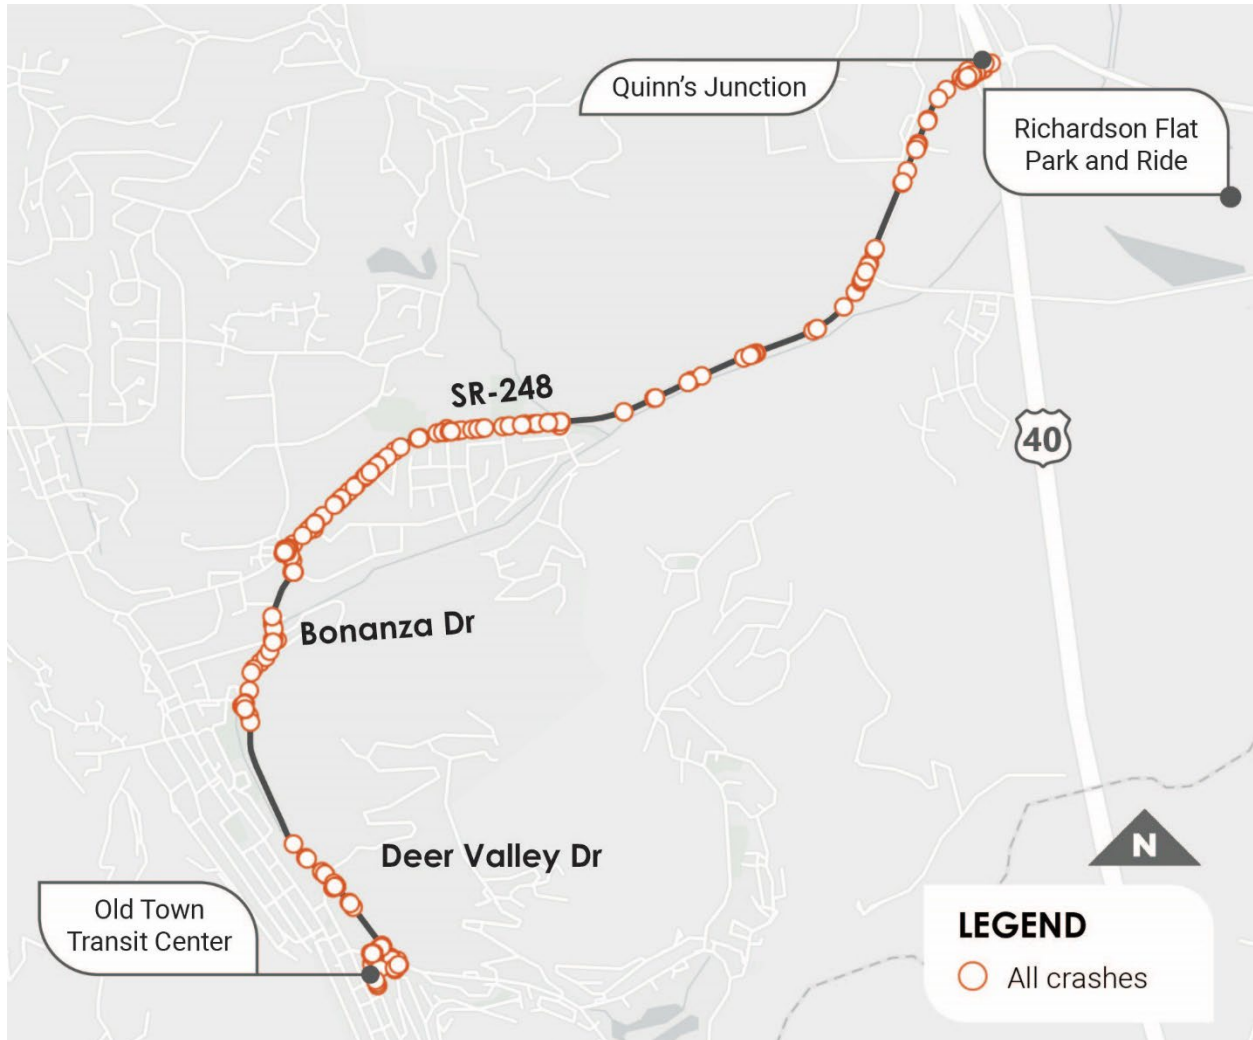 Quinn's Junction
Richardson Flat
Park and Ride
SR-248
40
Bonanza Dr
Deer Valley Dr
N
Old Town
Transit Center
LEGEND
All crashes